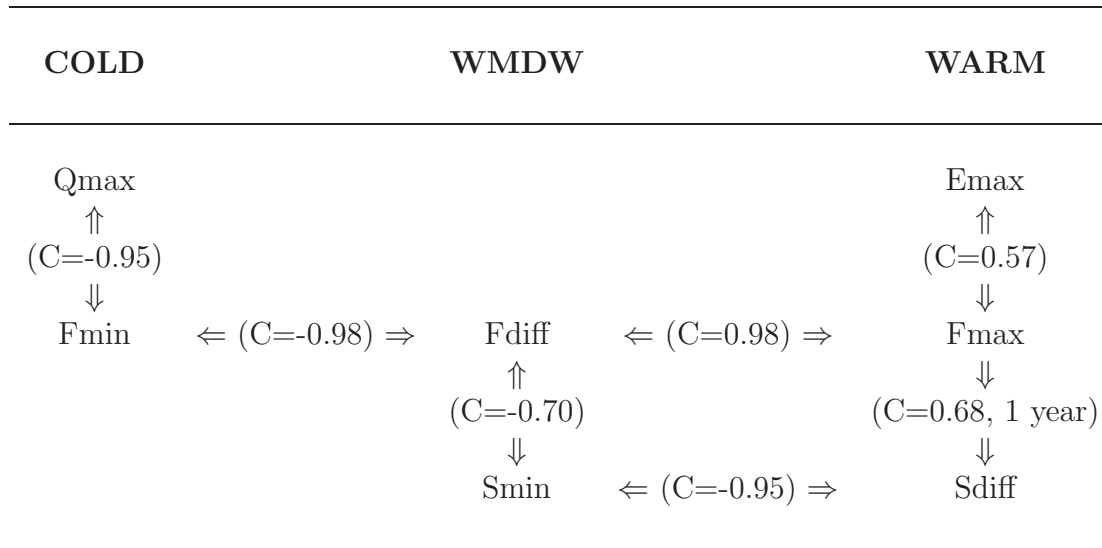 COLD WMDW WARM
Qmax Emax
⇑ ⇑
(C=-0.95) (C=0.57)
⇓ ⇓
Fmin ⇐ (C=-0.98) ⇒ Fdiff ⇐ (C=0.98) ⇒ Fmax
⇑ ⇓
(C=-0.70) (C=0.68, 1 year)
⇓ ⇓
Smin ⇐ (C=-0.95) ⇒ Sdiff